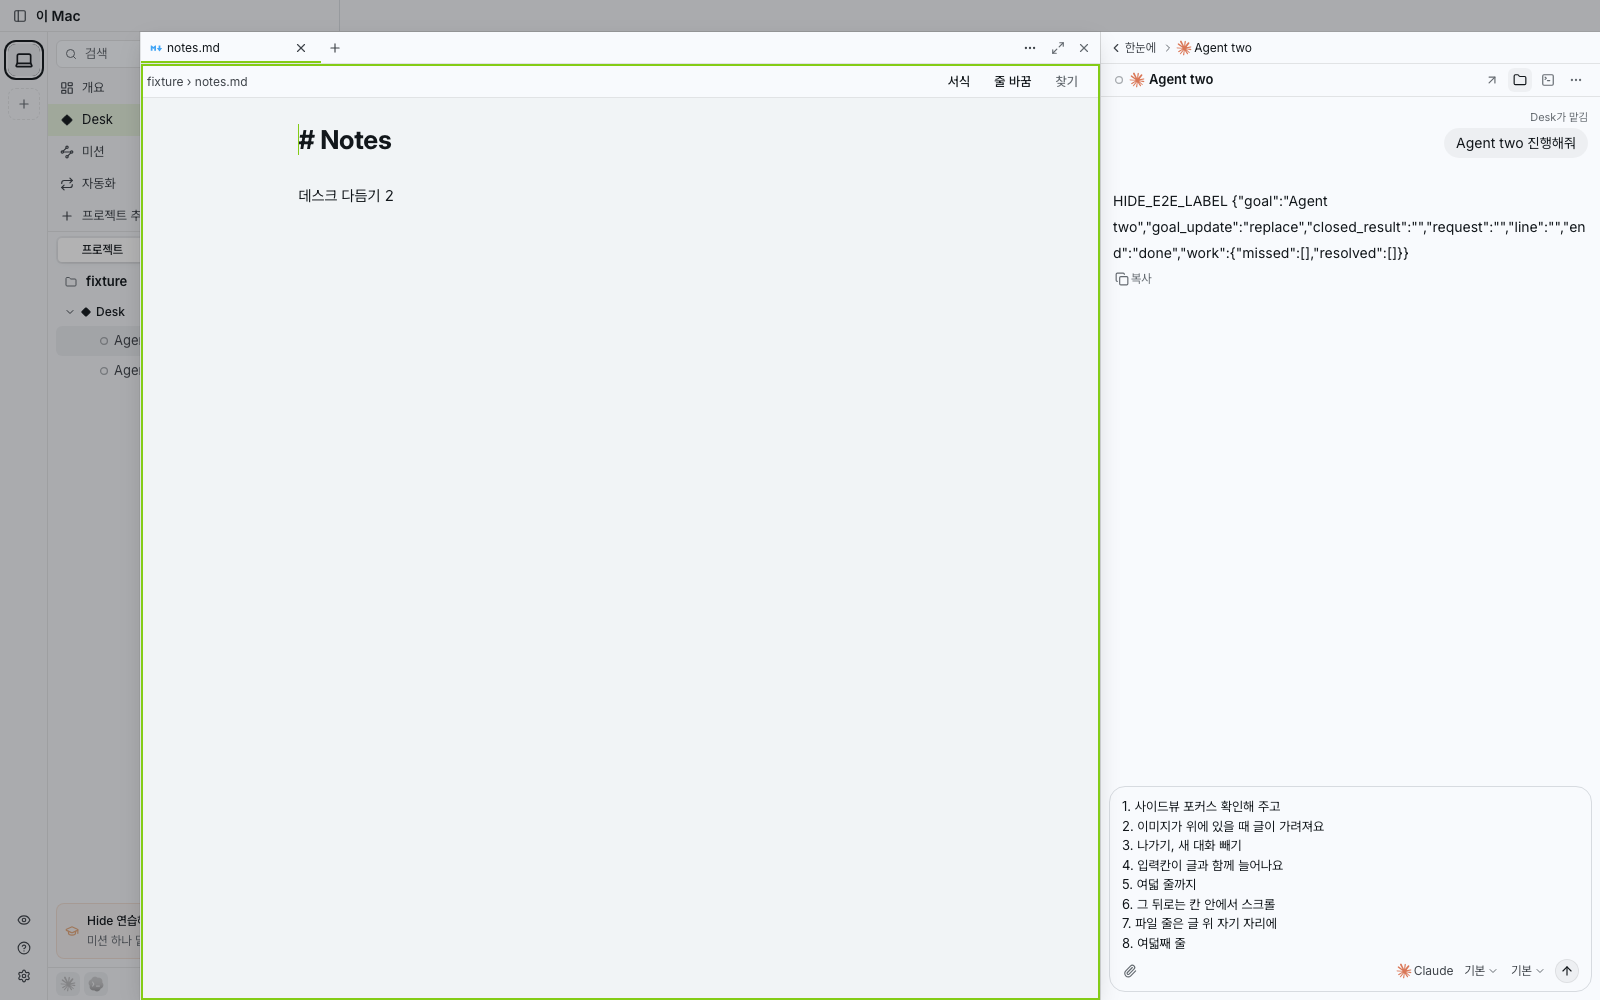 이 Mac
검색
개요
Desk
미션
자동화
프로젝트 추
프로젝트
fixture
Desk
Hide 연습
미션 하나
notes.md
fixture › notes.md
서식
줄 바꿈
찾기
# Notes
데스크 다듬기 2
한눈에
Agent two
Agent two
Desk가 맡김
Agent two 진행해줘
HIDE_E2E_LABEL {"goal":"Agent
two","goal_update":"replace","closed_result":"","request":"","line":"","en
d":"done","work":{"missed":[],"resolved":[]}}
복사
1. 사이드뷰 포커스 확인해 주고
2. 이미지가 위에 있을 때 글이 가려져요
3. 나가기, 새 대화 빼기
4. 입력칸이 글과 함께 늘어나요
5. 여덟 줄까지
6. 그 뒤로는 칸 안에서 스크롤
7. 파일 줄은 글 위 자기 자리에
8. 여덟째 줄
Claude
기본
기본